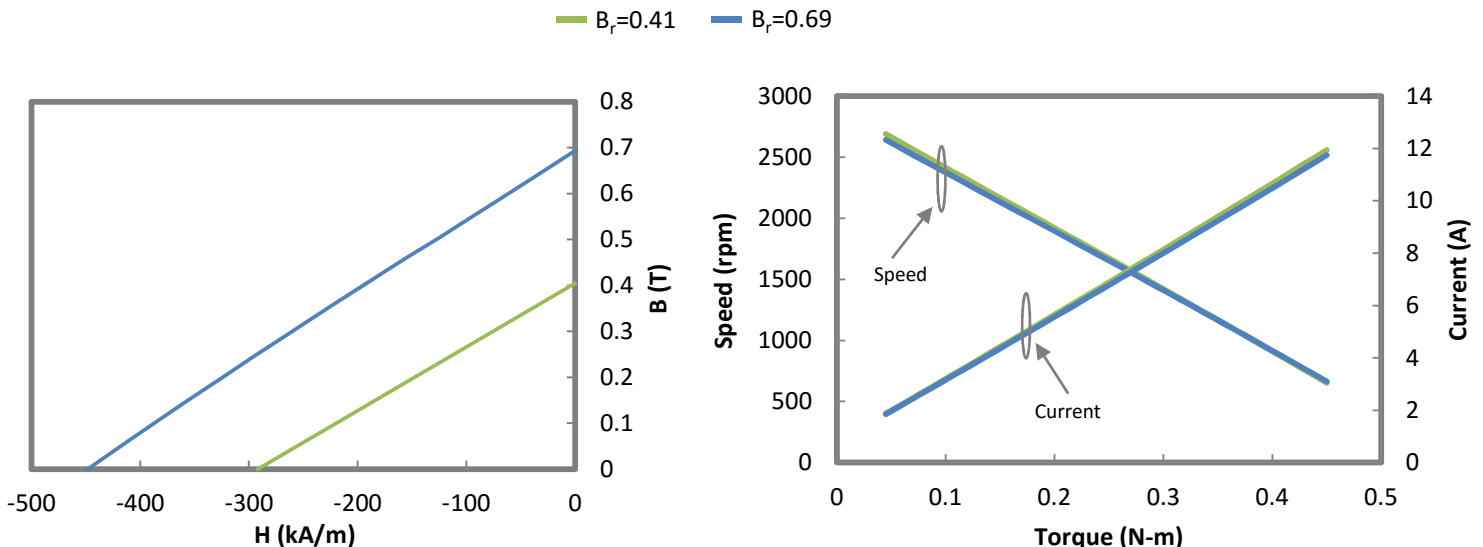 Br=0.41 Br=0.69
0.8
0.7
0.6
0.5
0.4
0.3
0.2
0.1
0
B (T)
-500 -400 -300 -200 -100 0
H (kA/m)
3000
2500
2000
1500
1000
500
0
Speed (rpm)
Speed
Current
14
12
10
8
6
4
2
0
Current (A)
0 0.1 0.2 0.3 0.4 0.5
Torque (N-m)